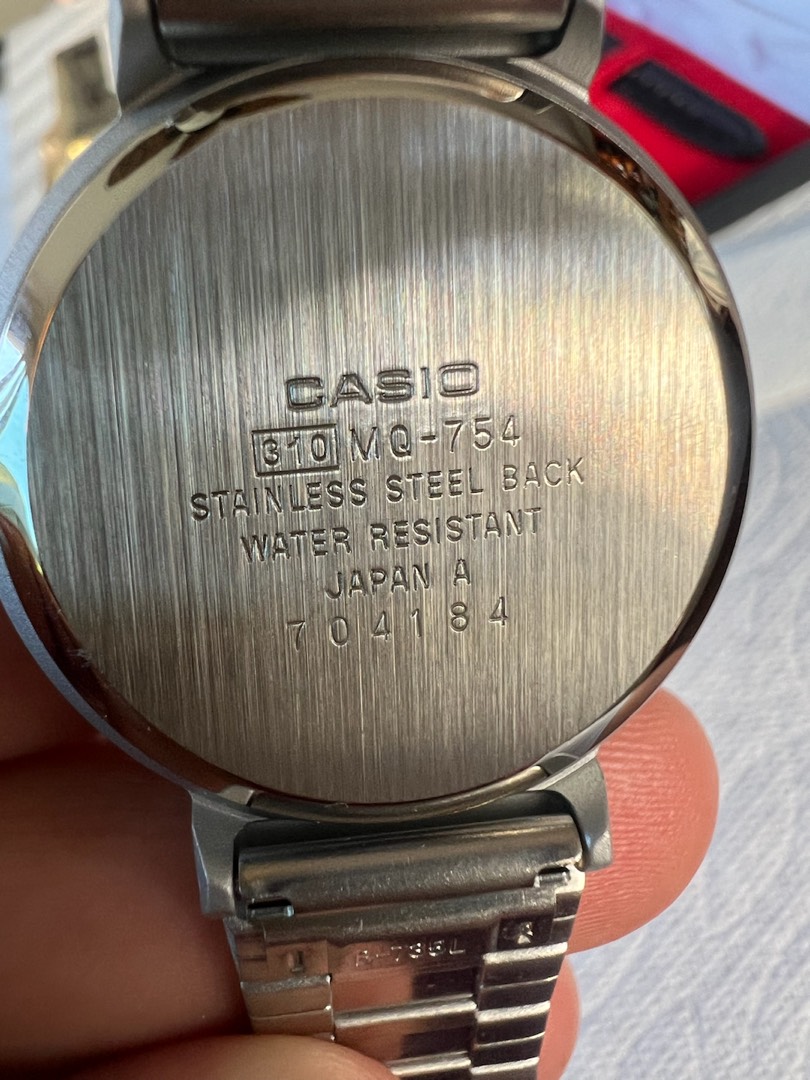 CASIO
310 MQ-754
STAINLESS STEEL BACK
WATER RESISTANT
JAPAN A
704184